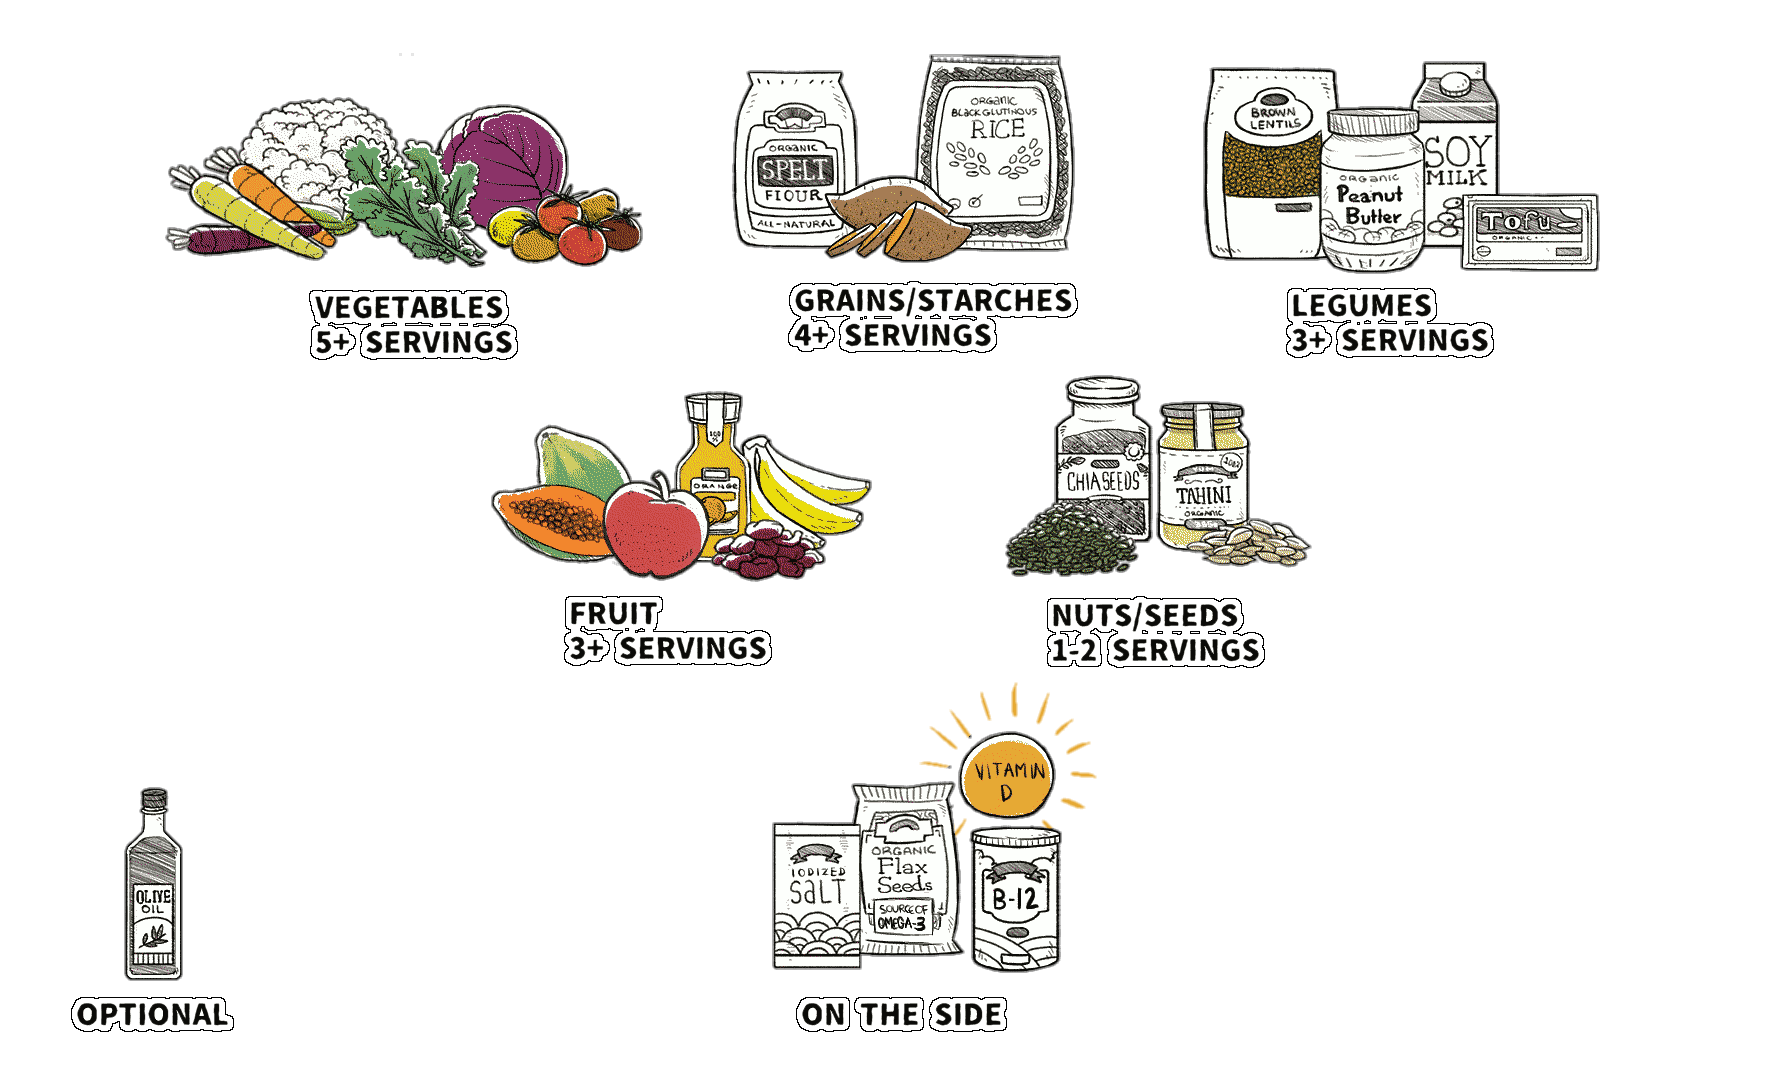 ORGANIC
SPELT
FLOUR
ALL-NATURAL
ORGANIC
BLACK GLUTINOUS
RICE
BROWN
LENTILS
ORGANIC
Peanut
Butter
SOY
MILK
Tofu
ORGANIC
VEGETABLES
5+ SERVINGS
GRAINS/STARCHES
4+ SERVINGS
LEGUMES
3+ SERVINGS
100
%
ORANGE
CHIA SEEDS
TAHINI
ORGANIC
FRUIT
3+ SERVINGS
NUTS/SEEDS
1-2 SERVINGS
OLIVE
OIL
IODIZED
SALT
ORGANIC
Flax
Seeds
SOURCE OF
OMEGA-3
VITAMIN
D
B-12
OPTIONAL
ON THE SIDE